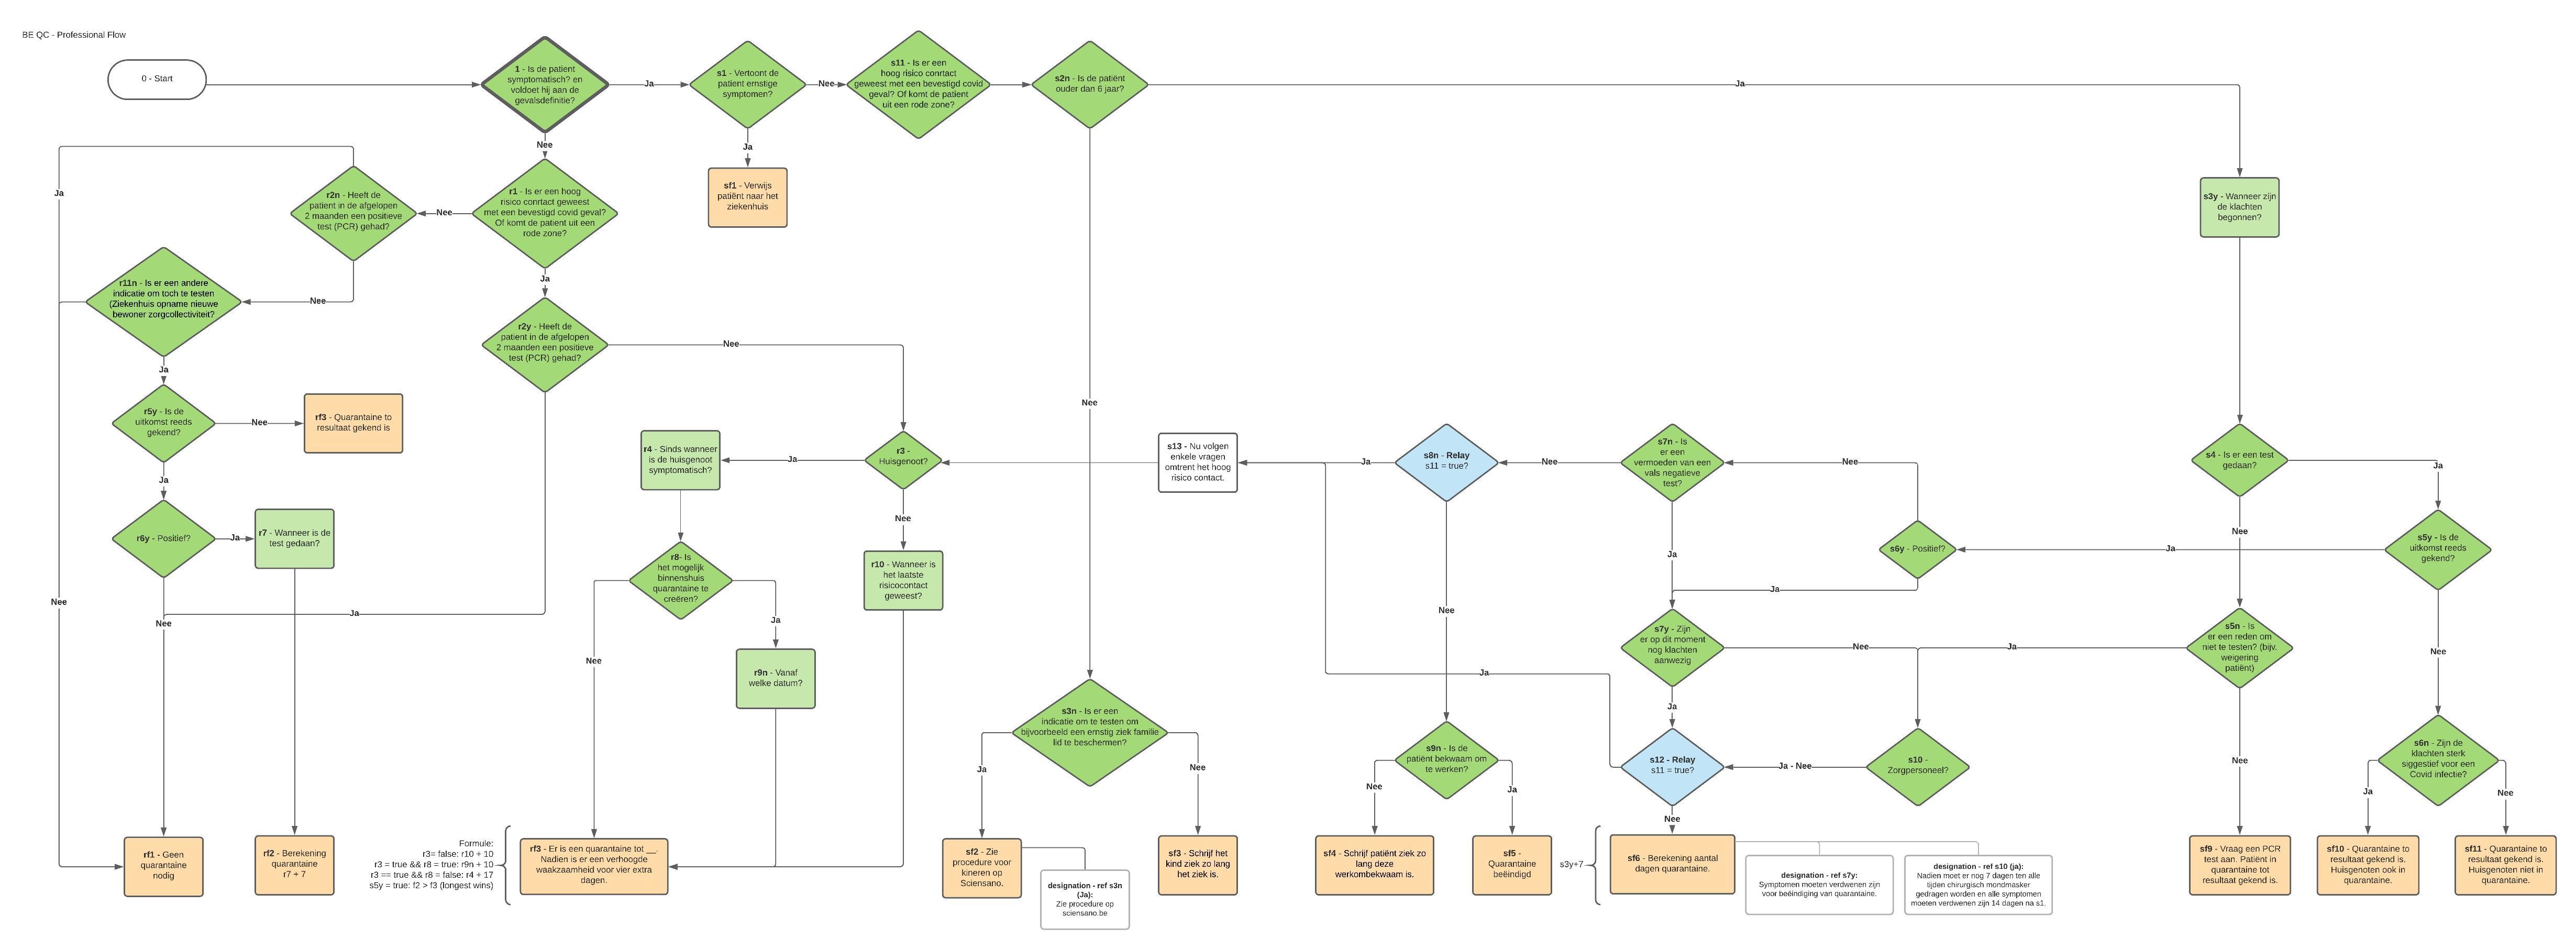 BE QC - Professional Flow
0 - Start
1 - Is de patient
symptomatisch? en
voldoet hij aan de
gevalsdefinitie?
Ja
s1 - Vertoont de
patient ernstige
symptomen?
Nee
s11 - Is er een
hoog risico conrtact
geweest met een bevestigd covid
geval? Of komt de patient
uit een rode zone?
s2n - Is de patiënt
ouder dan 6 jaar?
Ja
Nee
Ja
sf1 - Verwijs
patiënt naar het
ziekenhuis
r1 - Is er een hoog
risico conrtact geweest
met een bevestigd covid geval?
Of komt de patient uit een
rode zone?
Nee
r2n - Heeft de
patient in de afgelopen
2 maanden een positieve
test (PCR) gehad?
Ja
s3y - Wanneer zijn
de klachten
begonnen?
r11n - Is er een andere
indicatie om toch te testen
(Ziekenhuis opname nieuwe
bewoner zorgcollectiviteit?
Nee
Ja
r2y - Heeft de
patient in de afgelopen
2 maanden een positieve
test (PCR) gehad?
Nee
Ja
r5y - Is de
uitkomst reeds
gekend?
Nee
rf3 - Quarantaine to
resultaat gekend is
Nee
Ja
r6y - Positief?
Ja
r7 - Wanneer is de
test gedaan?
r4 - Sinds wanneer
is de huisgenoot
symptomatisch?
Ja
r3 -
Huisgenoot?
s13 - Nu volgen
enkele vragen
omtrent het hoog
risico contact.
Ja
s8n - Relay
s11 = true?
Nee
s7n - Is
er een
vermoeden van een
vals negatieve
test?
Nee
s4 - Is er een test
gedaan?
Ja
Nee
r8- Is
het mogelijk
binnenshuis
quarantaine te
creëren?
Nee
r10 - Wanneer is
het laatste
risicocontact
geweest?
Ja
s6y - Positief?
Ja
s5y - Is de
uitkomst reeds
gekend?
Ja
Nee
Nee
Ja
Ja
Nee
r9n - Vanaf
welke datum?
Nee
s7y - Zijn
er op dit moment
nog klachten
aanwezig
Nee
Ja
s5n - Is
er een reden om
niet te testen? (bijv.
weigering
patiënt)
Nee
Ja
Ja
s3n - Is er een
indicatie om te testen om
bijvoorbeeld een ernstig ziek familie
lid te beschermen?
Ja
Nee
s9n - Is de
patiënt bekwaam om
te werken?
Nee
Ja
s12 - Relay
s11 = true?
Ja - Nee
s10 -
Zorgpersoneel?
Nee
s6n - Zijn de
klachten sterk
siggestief voor een
Covid infectie?
Ja
Nee
Nee
rf1 - Geen
quarantaine
nodig
rf2 - Berekening
quarantaine
r7 + 7
Formule:
r3= false: r10 + 10
r3 = true && r8 = true: r9n + 10
r3 == true && r8 = false: r4 + 17
s5y = true: f2 > f3 (longest wins)
rf3 - Er is een quarantaine tot __.
Nadien is er een verhoogde
waakzaamheid voor vier extra
dagen.
sf2 - Zie
procedure voor
kineren op
Sciensano.
designation - ref s3n
(Ja):
Zie procedure op
sciensano.be
sf3 - Schrijf het
kind ziek zo lang
het ziek is.
sf4 - Schrijf patiënt ziek zo
lang deze
werkombekwaam is.
sf5 -
Quarantaine
beëindigd
s3y+7
sf6 - Berekening aantal
dagen quarantaine.
designation - ref s7y:
Symptomen moeten verdwenen zijn
voor beëindiging van quarantaine.
designation - ref s10 (ja):
Nadien moet er nog 7 dagen ten alle
tijden chirurgisch mondmasker
gedragen worden en alle symptomen
moeten verdwenen zijn 14 dagen na s1.
sf9 - Vraag een PCR
test aan. Patiënt in
quarantaine tot
resultaat gekend is.
sf10 - Quarantaine to
resultaat gekend is.
Huisgenoten ook in
quarantaine.
sf11 - Quarantaine to
resultaat gekend is.
Huisgenoten niet in
quarantaine.